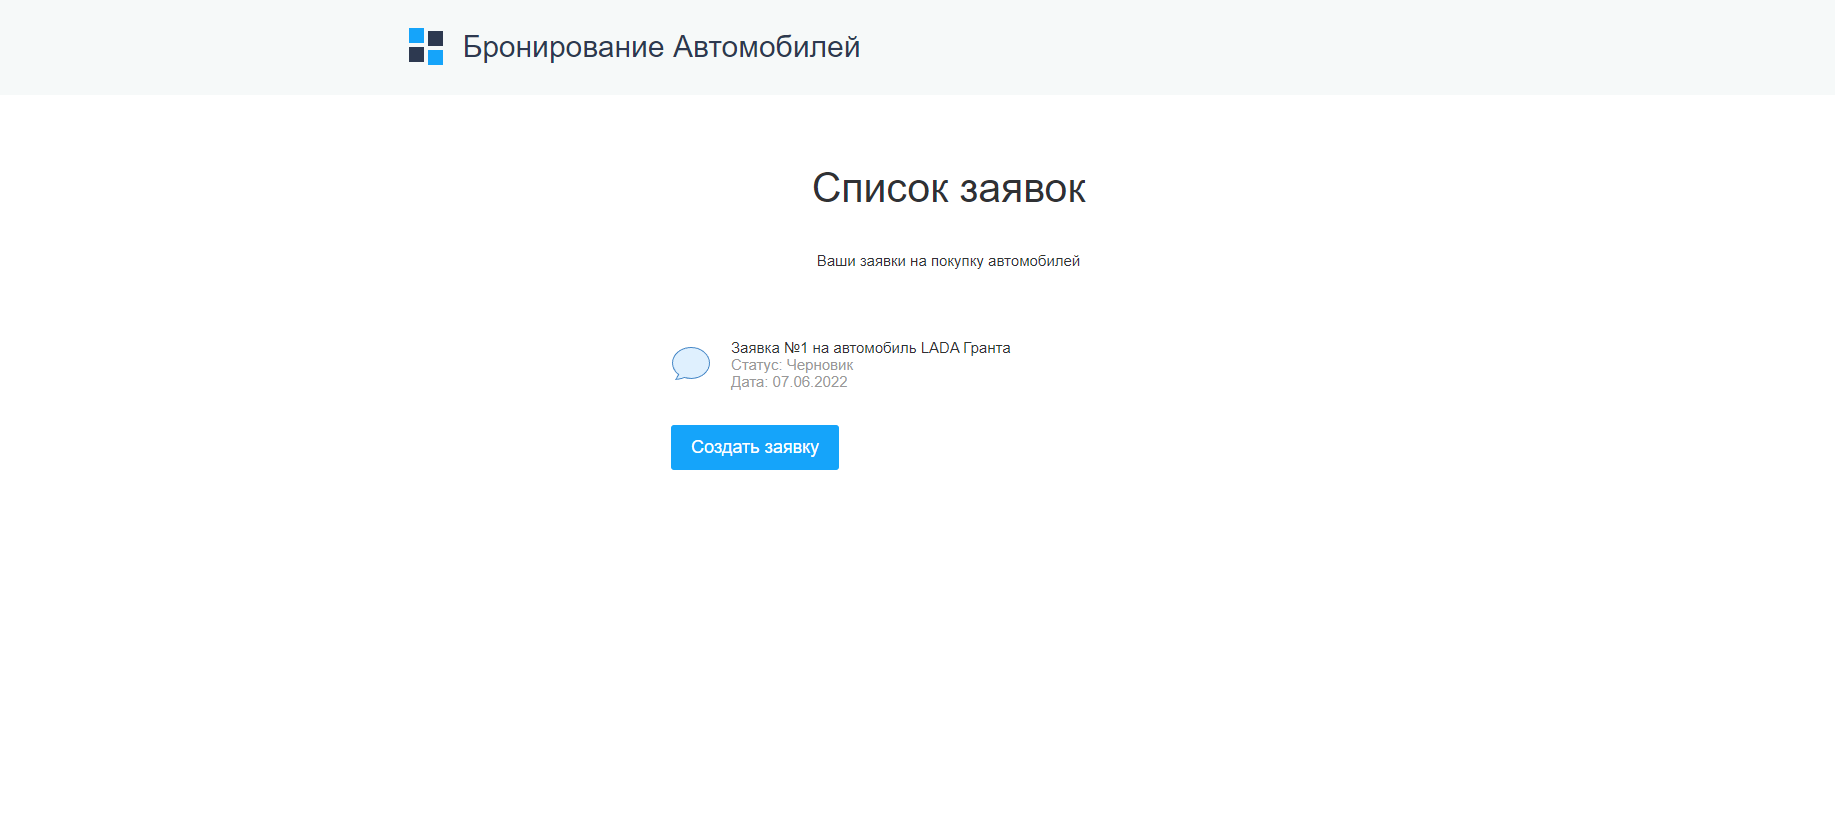 Бронирование Автомобилей
Список заявок
Ваши заявки на покупку автомобилей
Заявка №1 на автомобиль LADA Гранта
Статус: Черновик
Дата: 07.06.2022
Создать заявку